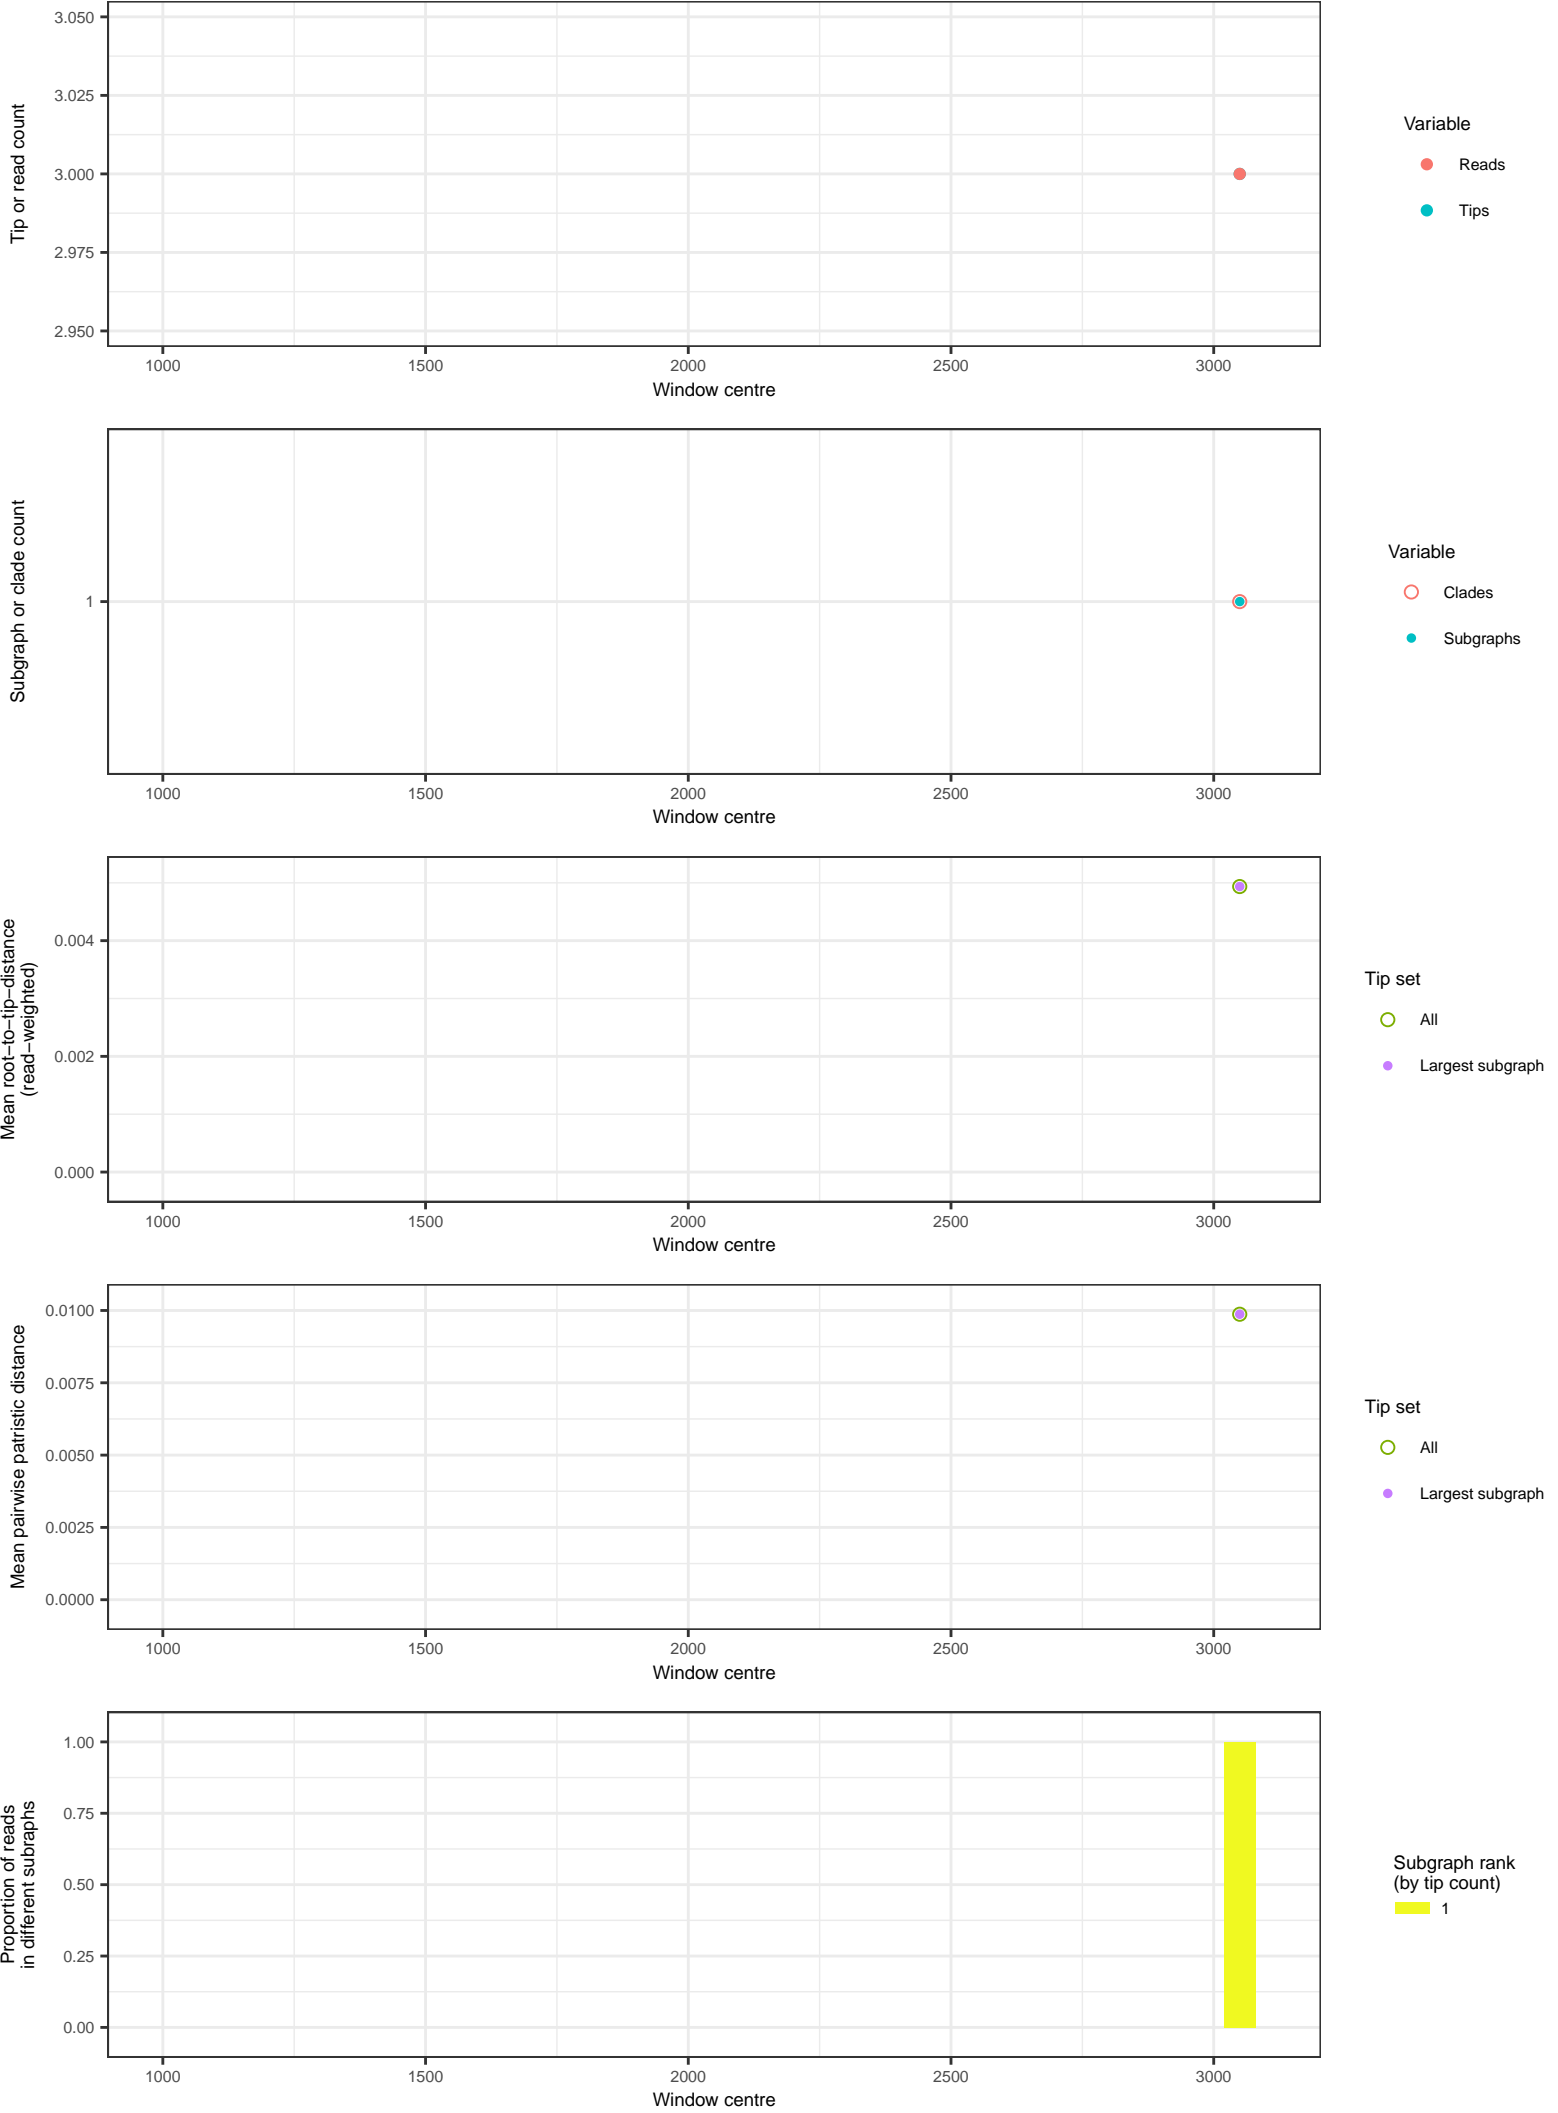 Tip or read count
3.050
3.025
3.000
2.975
2.950
1000 1500 2000 2500 3000
Window centre
Variable
Reads
Tips
Subgraph or clade count
1
1000 1500 2000 2500 3000
Window centre
Variable
Clades
Subgraphs
Mean root−to−tip−distance
(read−weighted)
0.004
0.002
0.000
1000 1500 2000 2500 3000
Window centre
Tip set
All
Largest subgraph
Mean pairwise patristic distance
0.0100
0.0075
0.0050
0.0025
0.0000
1000 1500 2000 2500 3000
Window centre
Tip set
All
Largest subgraph
Proportion of reads
in different subraphs
1.00
0.75
0.50
0.25
0.00
1000 1500 2000 2500 3000
Window centre
Subgraph rank
(by tip count)
1